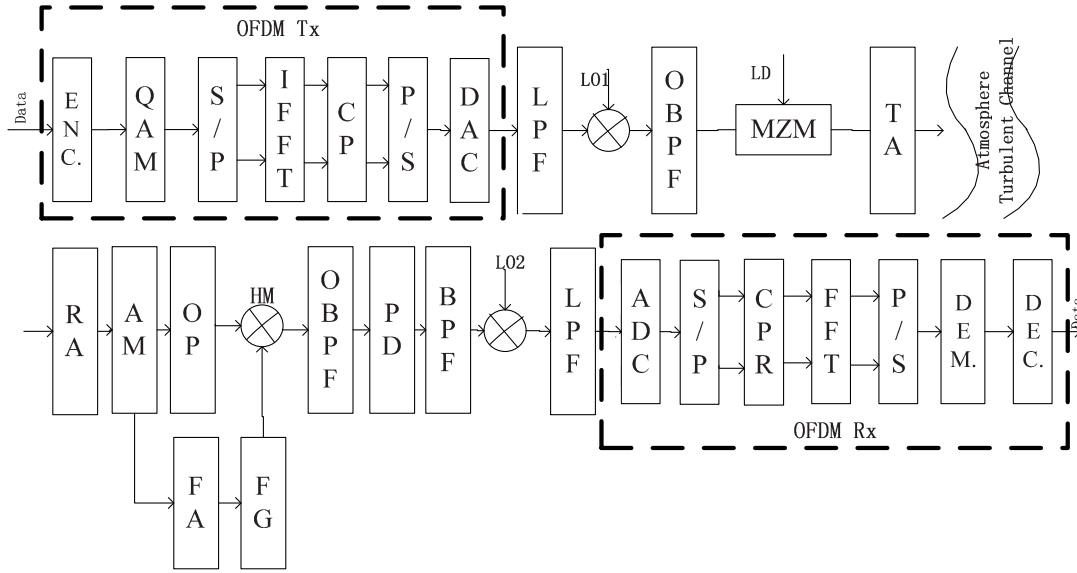 OFDM Tx
Data
ENC.
QAM
S/P
IFFT
CP
P/S
DAC
LPF
LO1
OBPF
LD
MZM
TA
Atmosphere
Turbulent Channel
RA
AM
OP
HM
OBPF
PD
BPF
LO2
LPF
ADC
S/P
CPR
FFT
P/S
DEM.
DEC.
Data
OFDM Rx
FA
FG